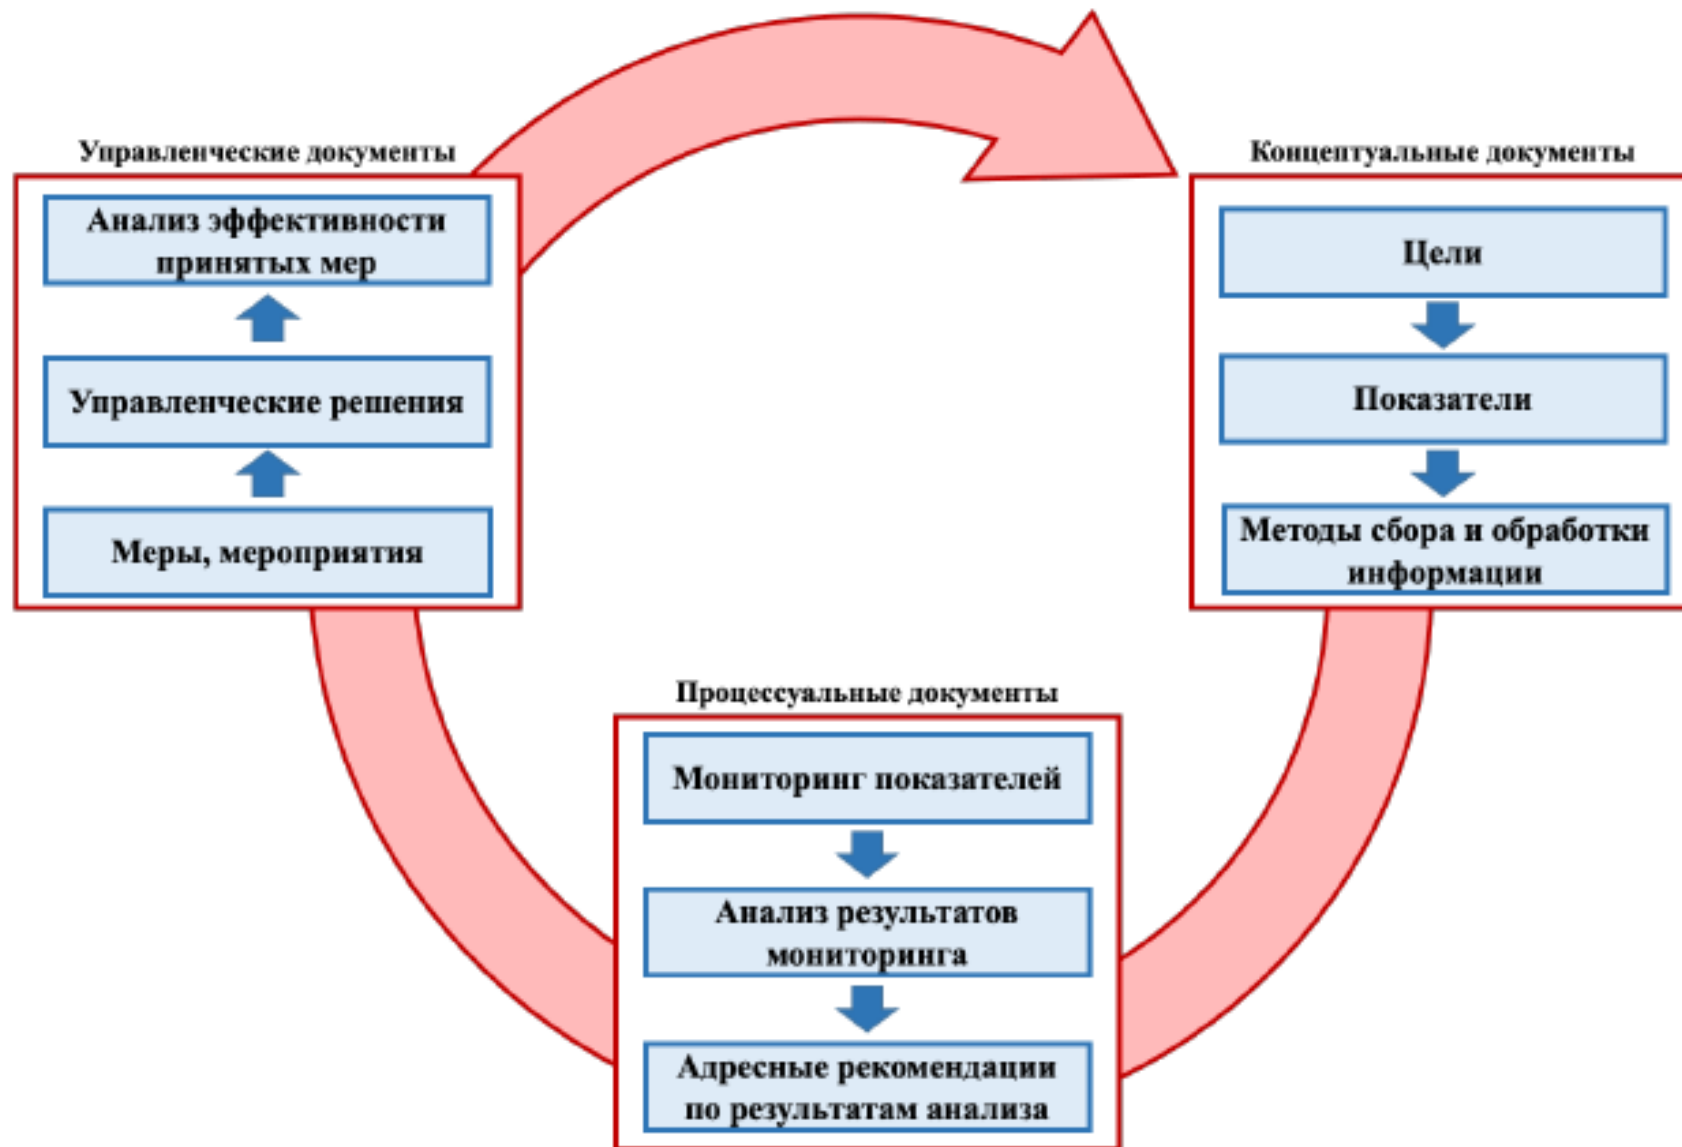 Управленческие документы
Анализ эффективности
принятых мер
Управленческие решения
Меры, мероприятия
Концептуальные документы
Цели
Показатели
Методы сбора и обработки
информации
Процессуальные документы
Мониторинг показателей
Анализ результатов
мониторинга
Адресные рекомендации
по результатам анализа